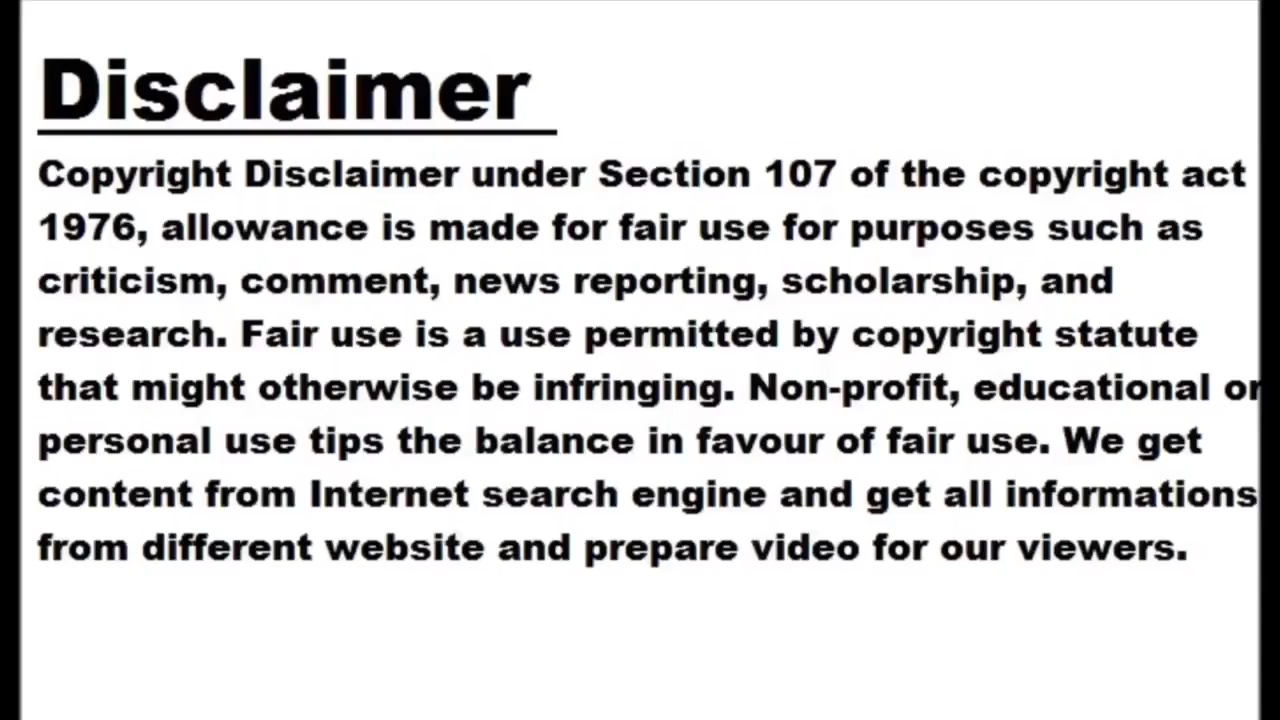 Disclaimer
Copyright Disclaimer under Section 107 of the copyright act
1976, allowance is made for fair use for purposes such as
criticism, comment, news reporting, scholarship, and
research. Fair use is a use permitted by copyright statute
that might otherwise be infringing. Non-profit, educational or
personal use tips the balance in favour of fair use. We get
content from Internet search engine and get all informations
from different website and prepare video for our viewers.